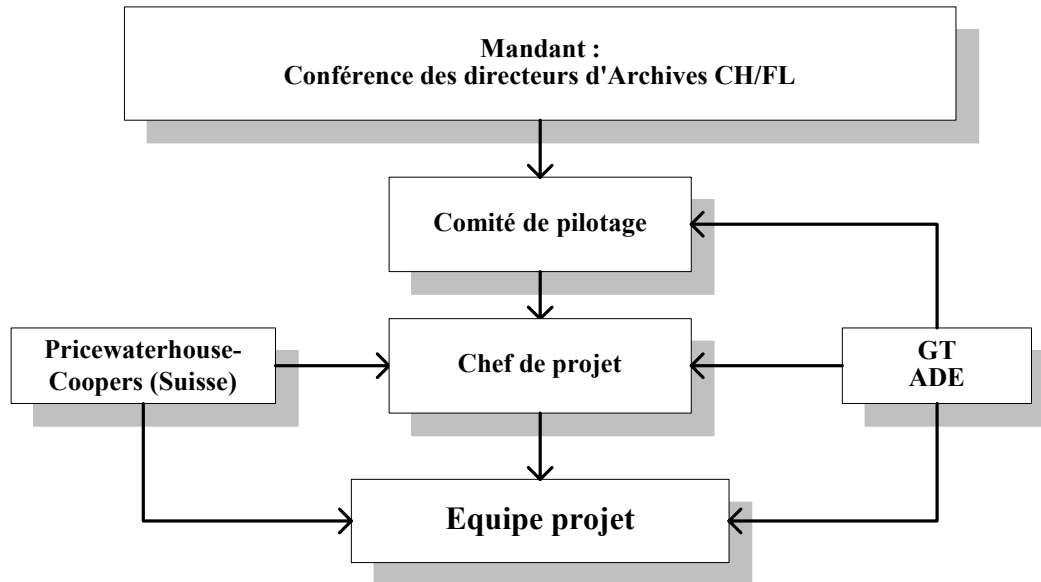 Mandant :
Conférence des directeurs d'Archives CH/FL
Comité de pilotage
Pricewaterhouse-
Coopers (Suisse)
Chef de projet
GT
ADE
Equipe projet